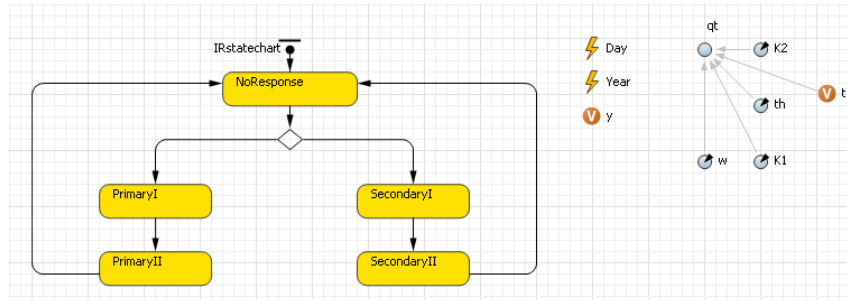 IRstatechart
NoResponse
PrimaryI
SecondaryI
PrimaryII
SecondaryII
Day
Year
V y
qt
K2
V t
th
w
K1